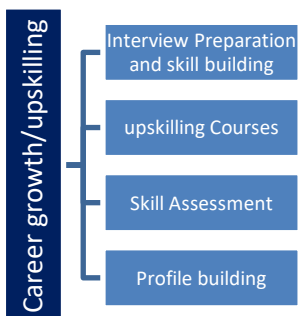 Career growth/upskilling
Interview Preparation
and skill building
upskilling Courses
Skill Assessment
Profile building